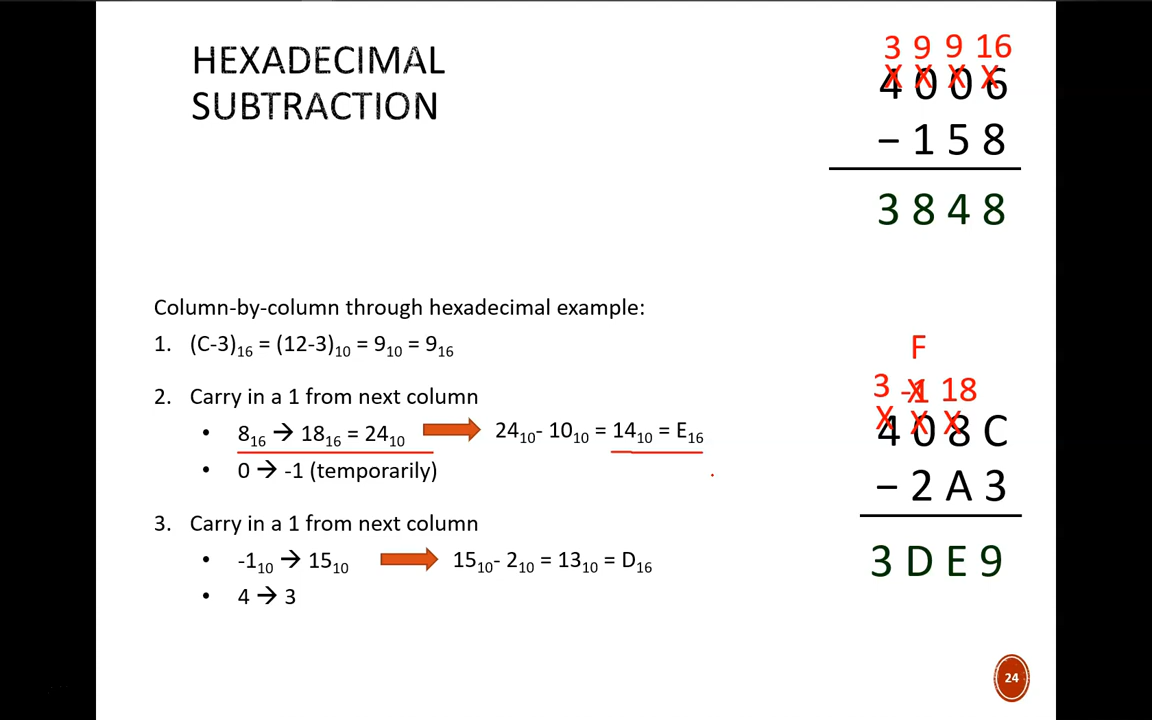 HEXADECIMAL
SUBTRACTION
3 9 9 16
4 0 0 6
– 1 5 8
3 8 4 8
Column-by-column through hexadecimal example:
1. (C-3)₁₆ = (12-3)₁₀ = 9₁₀ = 9₁₆
2. Carry in a 1 from next column
• 8₁₆ → 18₁₆ = 24₁₀ 24₁₀- 10₁₀ = 14₁₀ = E₁₆
• 0 → -1 (temporarily)
3. Carry in a 1 from next column
• -1₁₀ → 15₁₀ 15₁₀- 2₁₀ = 13₁₀ = D₁₆
• 4 → 3
F
3 -1 18
4 0 8 C
– 2 A 3
3 D E 9
24